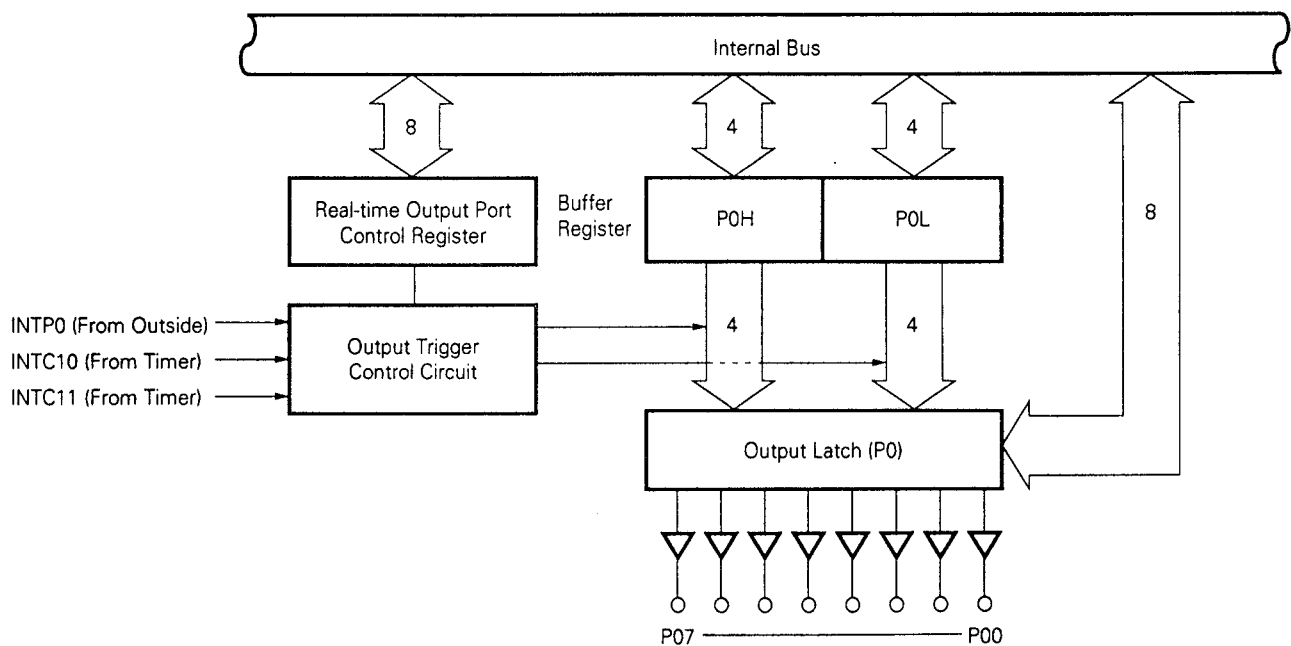 Internal Bus
8
4
4
8
Real-time Output Port
Control Register
Buffer
Register
P0H
P0L
INTP0 (From Outside)
INTC10 (From Timer)
INTC11 (From Timer)
Output Trigger
Control Circuit
4
4
Output Latch (P0)
P07
P00